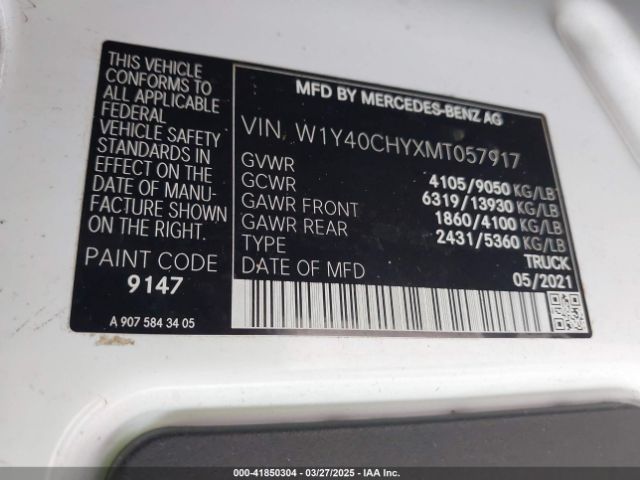 THIS VEHICLE
CONFORMS TO
ALL APPLICABLE
FEDERAL
VEHICLE SAFETY
STANDARDS IN
EFFECT ON THE
DATE OF MANU-
FACTURE SHOWN
ON THE RIGHT.
PAINT CODE
9147
A 907 584 34 05
MFD BY MERCEDES-BENZ AG
VIN, W1Y40CHYXMT057917
GVWR 4105/9050 KG/LB
GCWR 6319/13930 KG/LB
GAWR FRONT 1860/4100 KG/LB
GAWR REAR 2431/5360 KG/LB
TYPE TRUCK
DATE OF MFD 05/2021
000-41850304 | 03/27/2025 | IAA Inc.